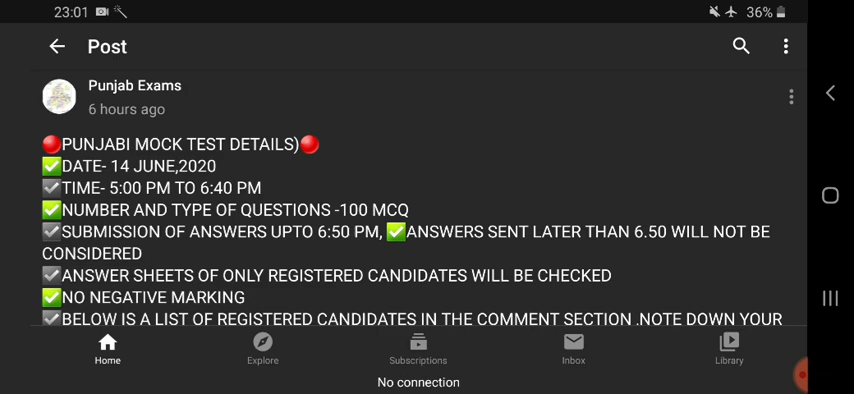 23:01
36%
Post
Punjab Exams
6 hours ago
🔴PUNJABI MOCK TEST DETAILS)🔴
✅DATE- 14 JUNE,2020
✔TIME- 5:00 PM TO 6:40 PM
✅NUMBER AND TYPE OF QUESTIONS -100 MCQ
✔SUBMISSION OF ANSWERS UPTO 6:50 PM, ✅ANSWERS SENT LATER THAN 6.50 WILL NOT BE
CONSIDERED
✔ANSWER SHEETS OF ONLY REGISTERED CANDIDATES WILL BE CHECKED
✅NO NEGATIVE MARKING
✔BELOW IS A LIST OF REGISTERED CANDIDATES IN THE COMMENT SECTION .NOTE DOWN YOUR
Home Explore Subscriptions Inbox Library
No connection